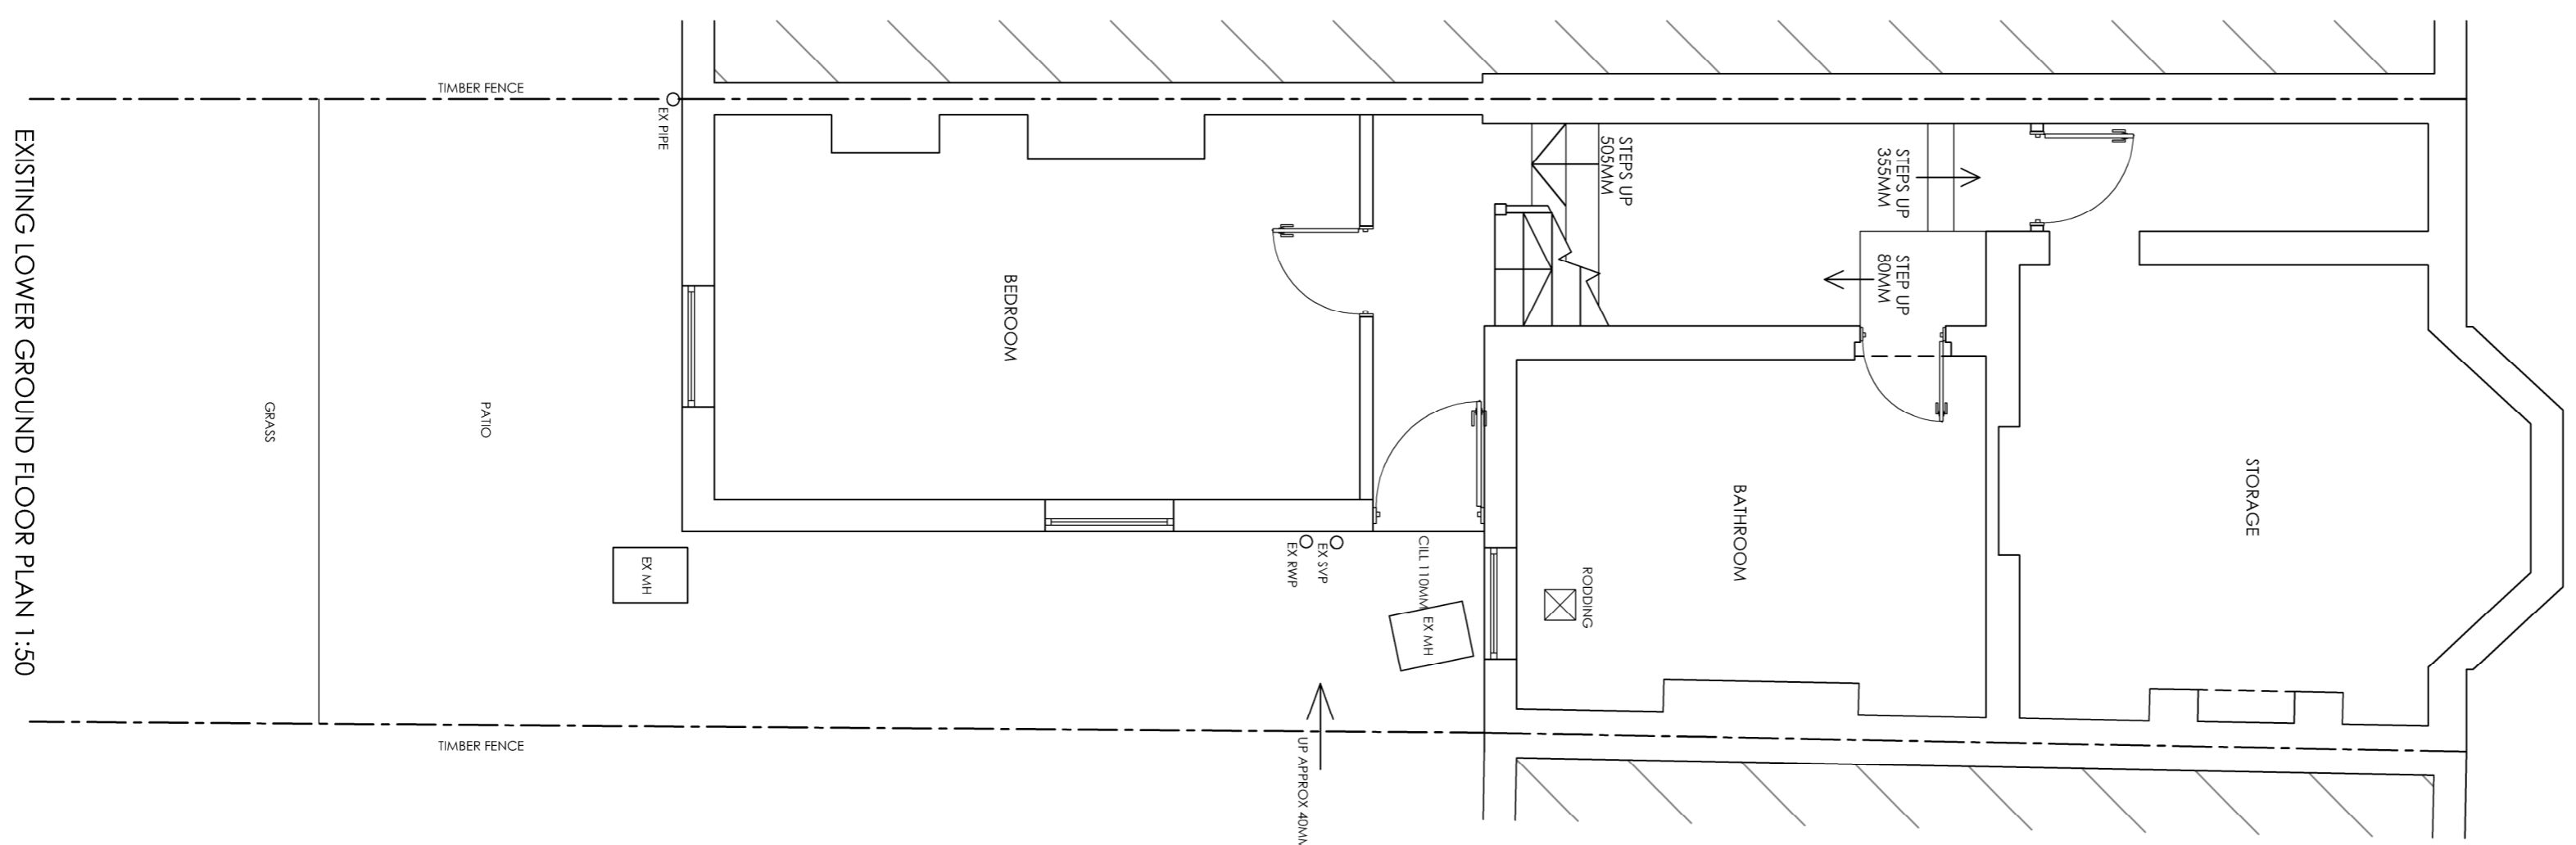 EXISTING LOWER GROUND FLOOR PLAN 1:50
TIMBER FENCE
EX PIPE
GRASS
PATIO
TIMBER FENCE
EX MH
BEDROOM
EX RWP
EX SVP
UP APPROX 40MM
CILL 110MM
EX MH
STEPS UP
505MM
RODDING
BATHROOM
STEPS UP
355MM
STEP UP
80MM
STORAGE